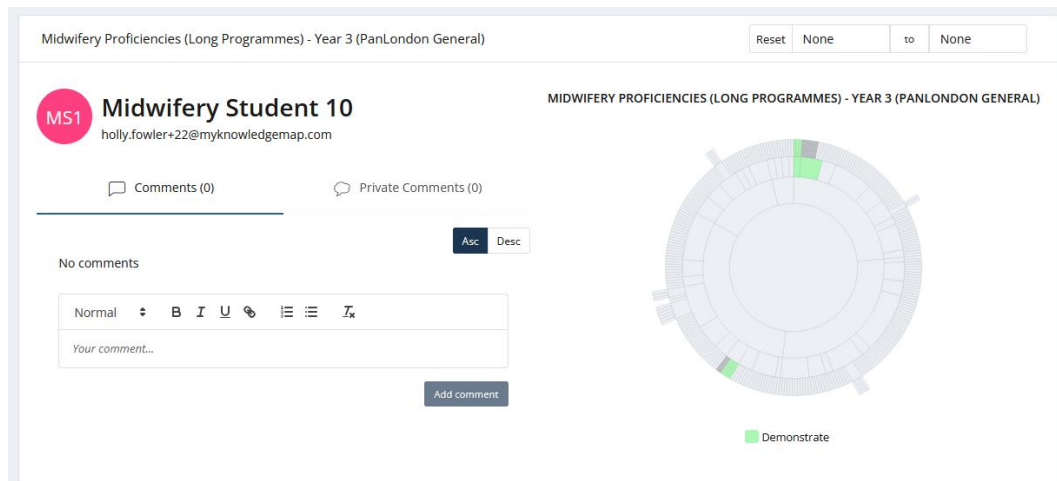 Midwifery Proficiencies (Long Programmes) - Year 3 (PanLondon General)
Reset None to None
MS1
Midwifery Student 10
holly.fowler+22@myknowledgemap.com
Comments (0) Private Comments (0)
Asc Desc
No comments
Normal B I U Tx
Your comment...
Add comment
MIDWIFERY PROFICIENCIES (LONG PROGRAMMES) - YEAR 3 (PANLONDON GENERAL)
Demonstrate